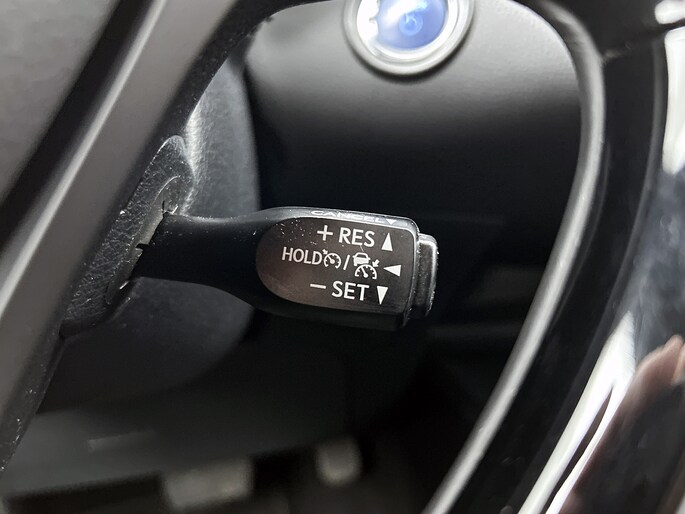 CANCEL▼
+ RES ▲
HOLD / ◀
− SET ▼